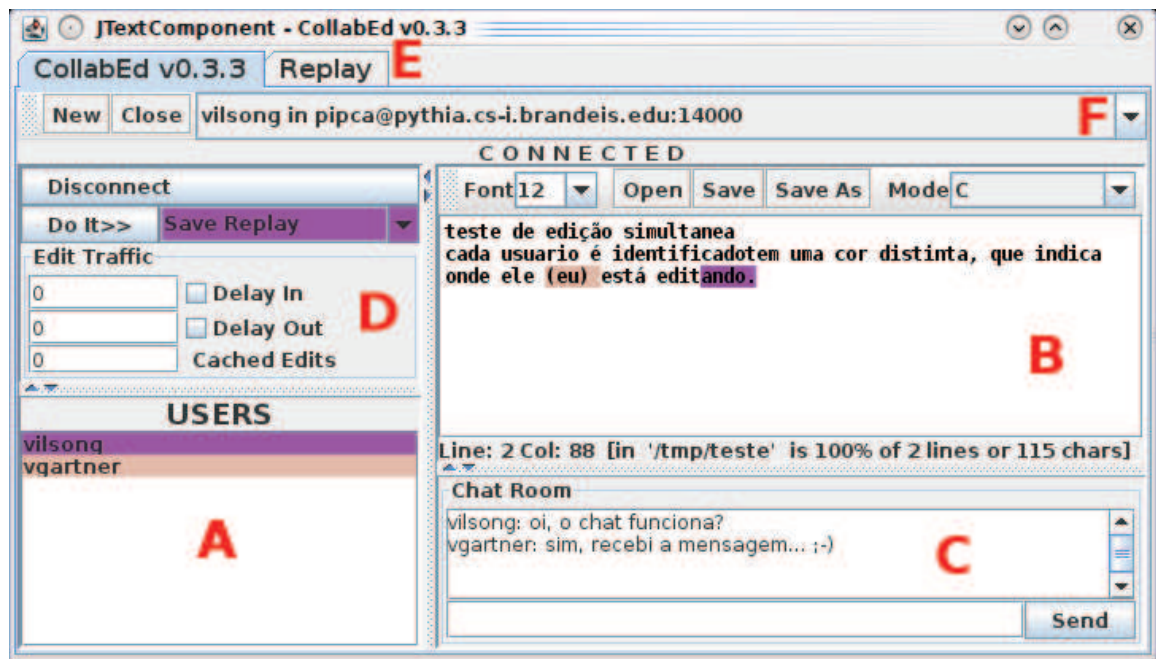 JTextComponent - CollabEd v0.3.3
CollabEd v0.3.3 Replay E
New Close vilsong in pipca@pythia.cs-i.brandeis.edu:14000 F
C O N N E C T E D
Disconnect
Do It>> Save Replay
Edit Traffic
0 Delay In
0 Delay Out
0 Cached Edits
D
USERS
vilsong
vgartner
A
Font 12 Open Save Save As Mode C
teste de edição simultanea
cada usuario é identificadotem uma cor distinta, que indica
onde ele (eu) está editando.
B
Line: 2 Col: 88 [in '/tmp/teste' is 100% of 2 lines or 115 chars]
Chat Room
vilsong: oi, o chat funciona?
vgartner: sim, recebi a mensagem... ;-)
C
Send